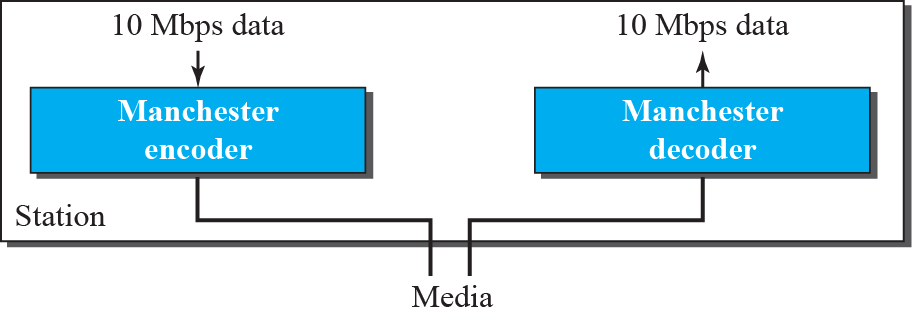 10 Mbps data
10 Mbps data
Manchester
encoder
Manchester
decoder
Station
Media